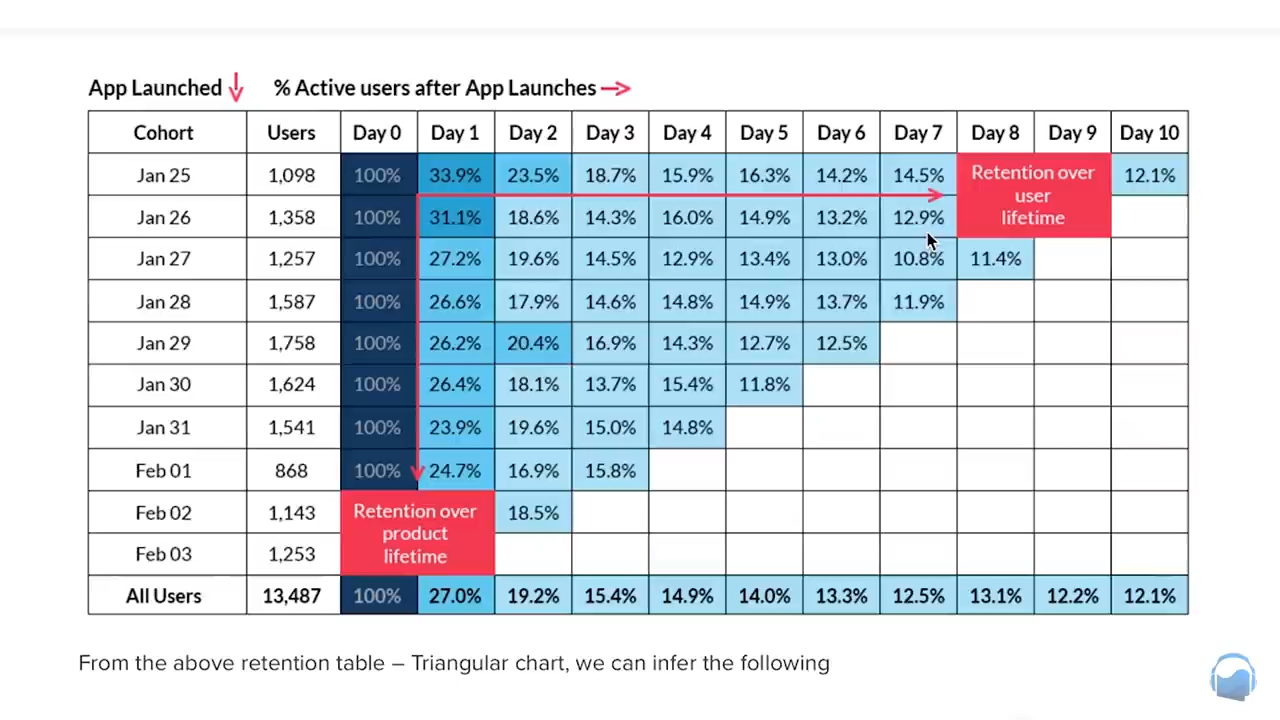 App Launched % Active users after App Launches
Cohort Users Day 0 Day 1 Day 2 Day 3 Day 4 Day 5 Day 6 Day 7 Day 8 Day 9 Day 10
Jan 25 1,098 100% 33.9% 23.5% 18.7% 15.9% 16.3% 14.2% 14.5% Retention over 12.1%
user
Jan 26 1,358 100% 31.1% 18.6% 14.3% 16.0% 14.9% 13.2% 12.9% lifetime
Jan 27 1,257 100% 27.2% 19.6% 14.5% 12.9% 13.4% 13.0% 10.8% 11.4%
Jan 28 1,587 100% 26.6% 17.9% 14.6% 14.8% 14.9% 13.7% 11.9%
Jan 29 1,758 100% 26.2% 20.4% 16.9% 14.3% 12.7% 12.5%
Jan 30 1,624 100% 26.4% 18.1% 13.7% 15.4% 11.8%
Jan 31 1,541 100% 23.9% 19.6% 15.0% 14.8%
Feb 01 868 100% 24.7% 16.9% 15.8%
Feb 02 1,143 Retention over 18.5%
product
Feb 03 1,253 lifetime
All Users 13,487 100% 27.0% 19.2% 15.4% 14.9% 14.0% 13.3% 12.5% 13.1% 12.2% 12.1%
From the above retention table – Triangular chart, we can infer the following